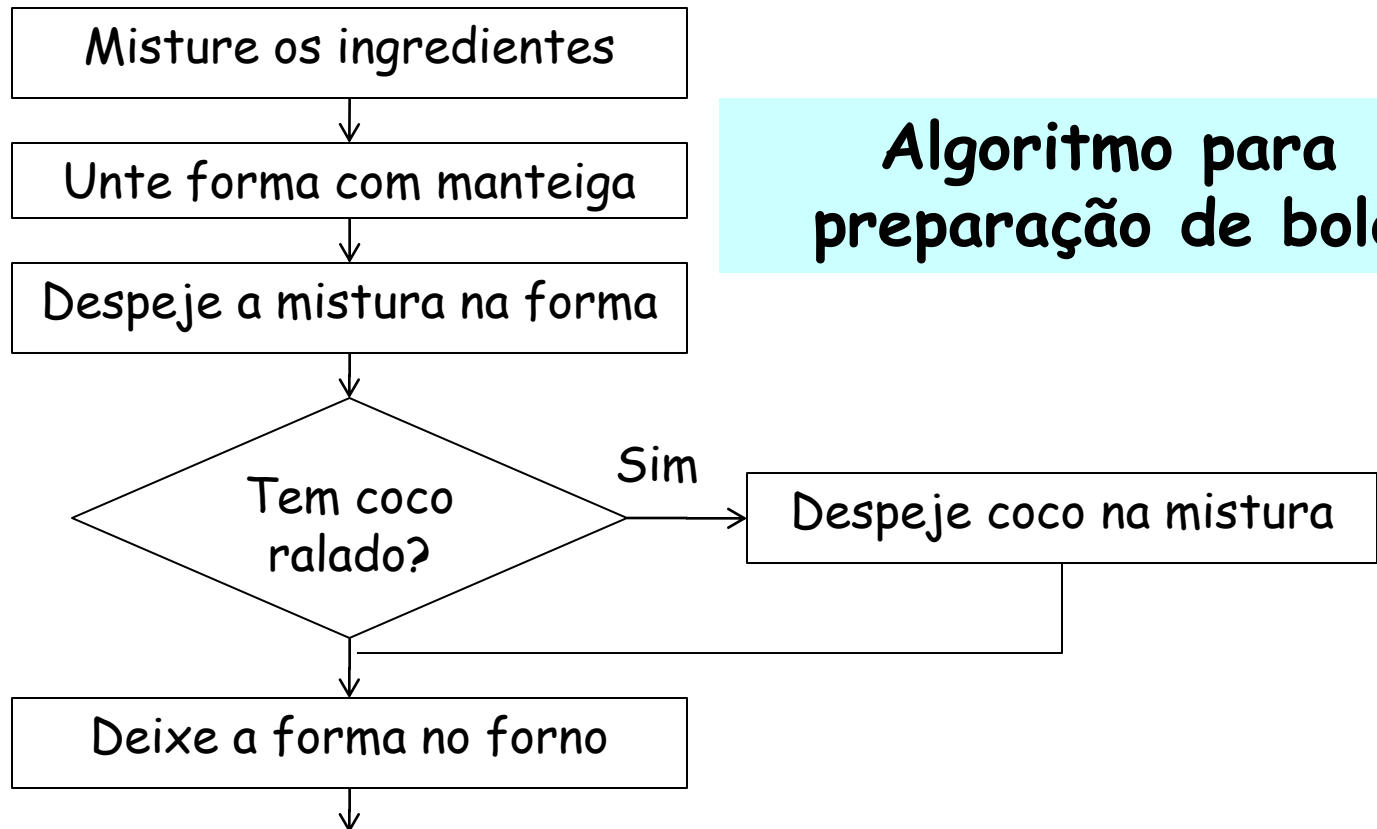 Misture os ingredientes
Unte forma com manteiga
Despeje a mistura na forma
Algoritmo para
preparação de bolo
Tem coco
ralado?
Sim
Despeje coco na mistura
Deixe a forma no forno